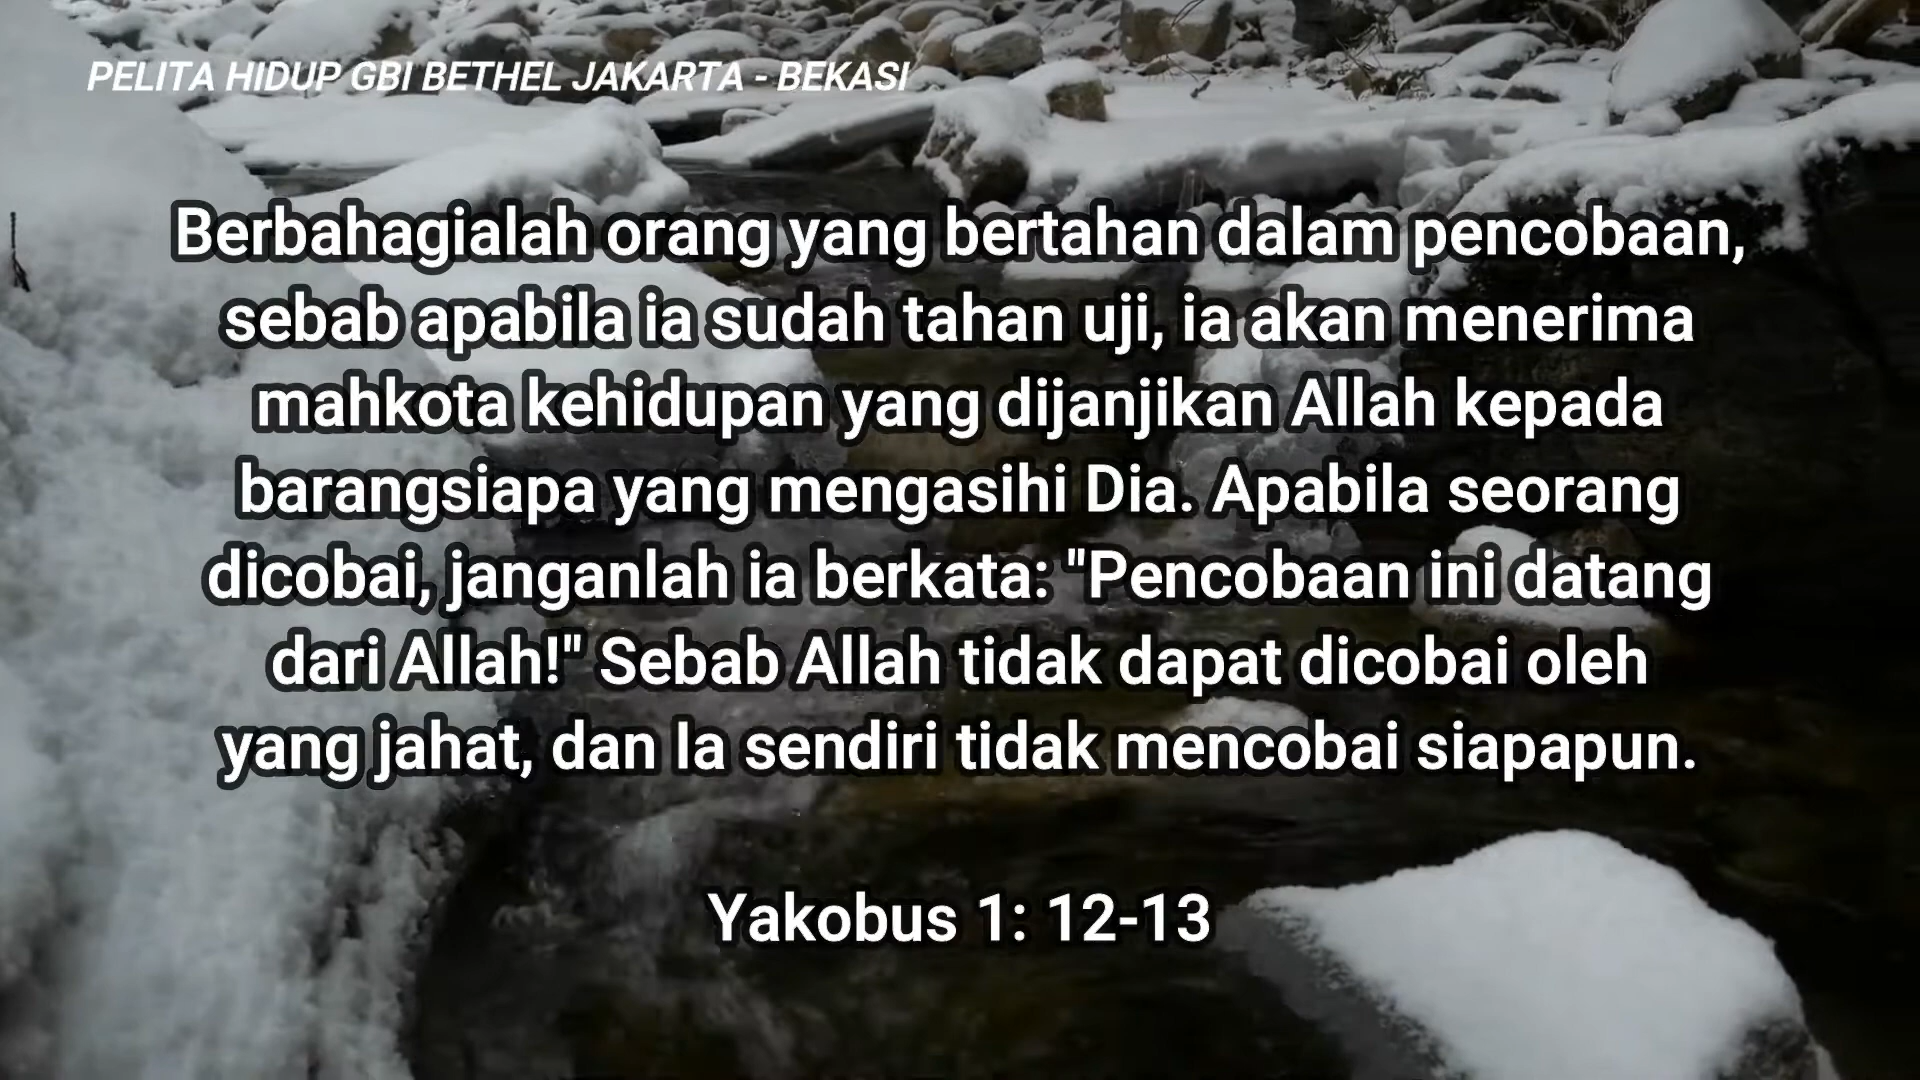 PELITA HIDUP GBI BETHEL JAKARTA - BEKASI
Berbahagialah orang yang bertahan dalam pencobaan,
sebab apabila ia sudah tahan uji, ia akan menerima
mahkota kehidupan yang dijanjikan Allah kepada
barangsiapa yang mengasihi Dia. Apabila seorang
dicobai, janganlah ia berkata: "Pencobaan ini datang
dari Allah!" Sebab Allah tidak dapat dicobai oleh
yang jahat, dan Ia sendiri tidak mencobai siapapun.
Yakobus 1: 12-13